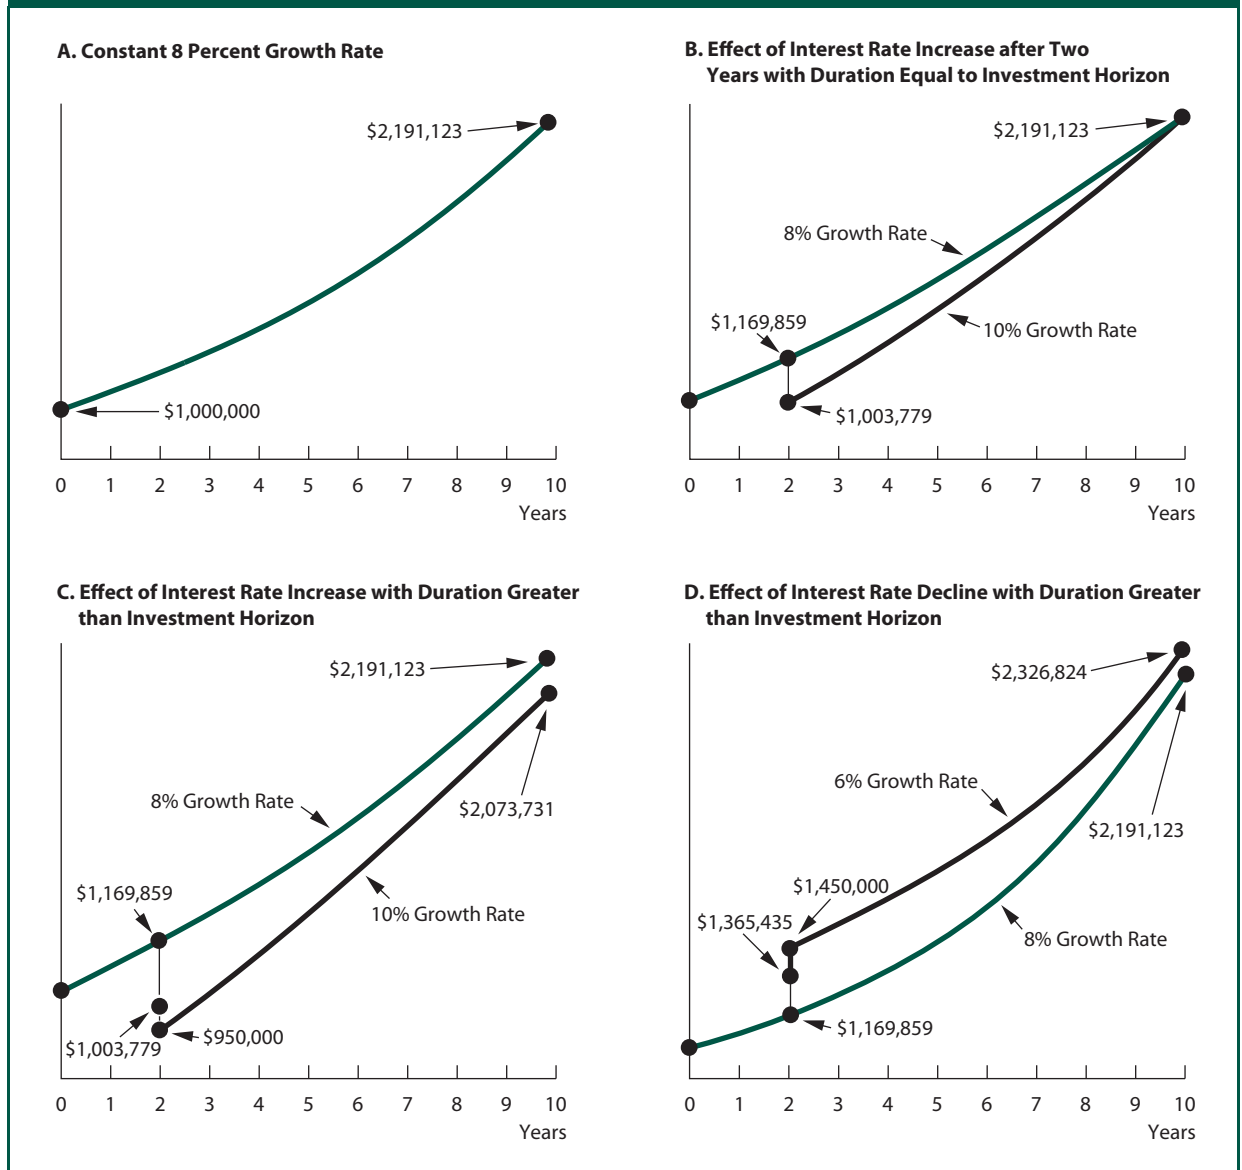 A. Constant 8 Percent Growth Rate
$2,191,123
$1,000,000
0 1 2 3 4 5 6 7 8 9 10
Years
B. Effect of Interest Rate Increase after Two
Years with Duration Equal to Investment Horizon
$2,191,123
8% Growth Rate
$1,169,859
10% Growth Rate
$1,003,779
0 1 2 3 4 5 6 7 8 9 10
Years
C. Effect of Interest Rate Increase with Duration Greater
than Investment Horizon
$2,191,123
8% Growth Rate
$2,073,731
$1,169,859
10% Growth Rate
$950,000
$1,003,779
0 1 2 3 4 5 6 7 8 9 10
Years
D. Effect of Interest Rate Decline with Duration Greater
than Investment Horizon
$2,326,824
6% Growth Rate
$2,191,123
$1,450,000
$1,365,435
8% Growth Rate
$1,169,859
0 1 2 3 4 5 6 7 8 9 10
Years